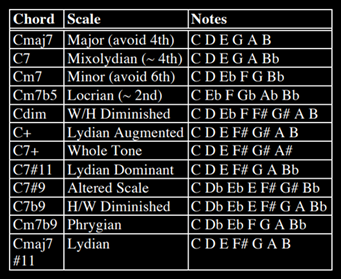 Chord Scale Notes
Cmaj7 Major (avoid 4th) C D E G A B
C7 Mixolydian (~ 4th) C D E G A Bb
Cm7 Minor (avoid 6th) C D Eb F G Bb
Cm7b5 Locrian (~ 2nd) C Eb F Gb Ab Bb
Cdim W/H Diminished C D Eb F F# G# A B
C+ Lydian Augmented C D E F# G# A B
C7+ Whole Tone C D E F# G# A#
C7#11 Lydian Dominant C D E F# G A Bb
C7#9 Altered Scale C Db Eb E F# G# Bb
C7b9 H/W Diminished C Db Eb E F# G A Bb
Cm7b9 Phrygian C Db Eb F G A Bb
Cmaj7 Lydian C D E F# G A B
#11